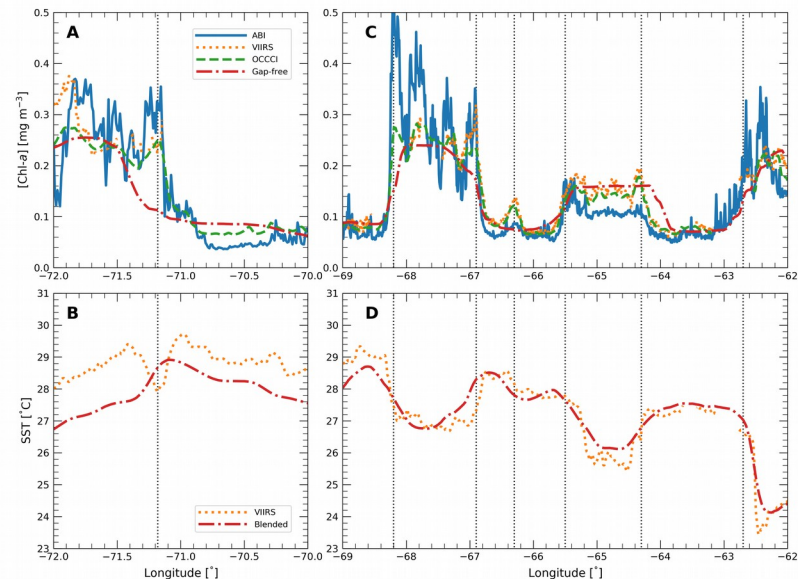 A
ABI
VIIRS
OCCCI
Gap-free
[Chl-a] [mg m⁻³]
0.5
0.4
0.3
0.2
0.1
0.0
−72.0 −71.5 −71.0 −70.5 −70.0
C
0.5
0.4
0.3
0.2
0.1
0.0
−69 −68 −67 −66 −65 −64 −63 −62
B
VIIRS
Blended
SST [˚C]
31
30
29
28
27
26
25
24
23
−72.0 −71.5 −71.0 −70.5 −70.0
Longitude [˚]
D
31
30
29
28
27
26
25
24
23
−69 −68 −67 −66 −65 −64 −63 −62
Longitude [˚]